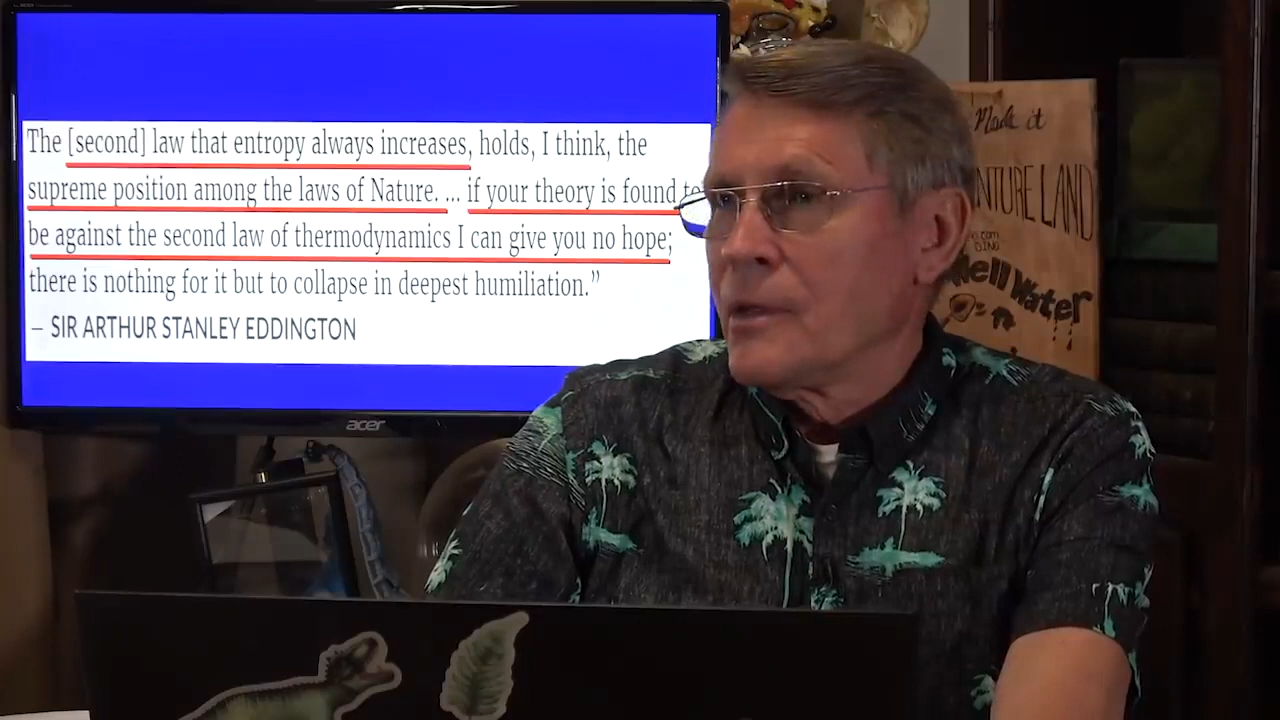 The [second] law that entropy always increases, holds, I think, the
supreme position among the laws of Nature. ... if your theory is found to
be against the second law of thermodynamics I can give you no hope;
there is nothing for it but to collapse in deepest humiliation.”
– SIR ARTHUR STANLEY EDDINGTON
acer
Made it
NTURE LAND
DINO
Well Water